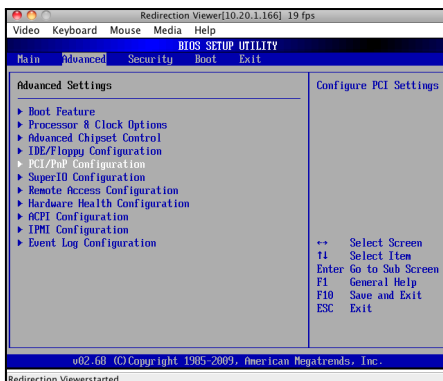 Redirection Viewer[10.20.1.166] 19 fps
Video Keyboard Mouse Media Help
BIOS SETUP UTILITY
Main Advanced Security Boot Exit
Advanced Settings
Configure PCI Settings
▶ Boot Feature
▶ Processor & Clock Options
▶ Advanced Chipset Control
▶ IDE/Floppy Configuration
▶ PCI/PnP Configuration
▶ SuperIO Configuration
▶ Remote Access Configuration
▶ Hardware Health Configuration
▶ ACPI Configuration
▶ IPMI Configuration
▶ Event Log Configuration
↔ Select Screen
↑↓ Select Item
Enter Go to Sub Screen
F1 General Help
F10 Save and Exit
ESC Exit
v02.68 (C)Copyright 1985-2009, American Megatrends, Inc.
Redirection Viewerstarted